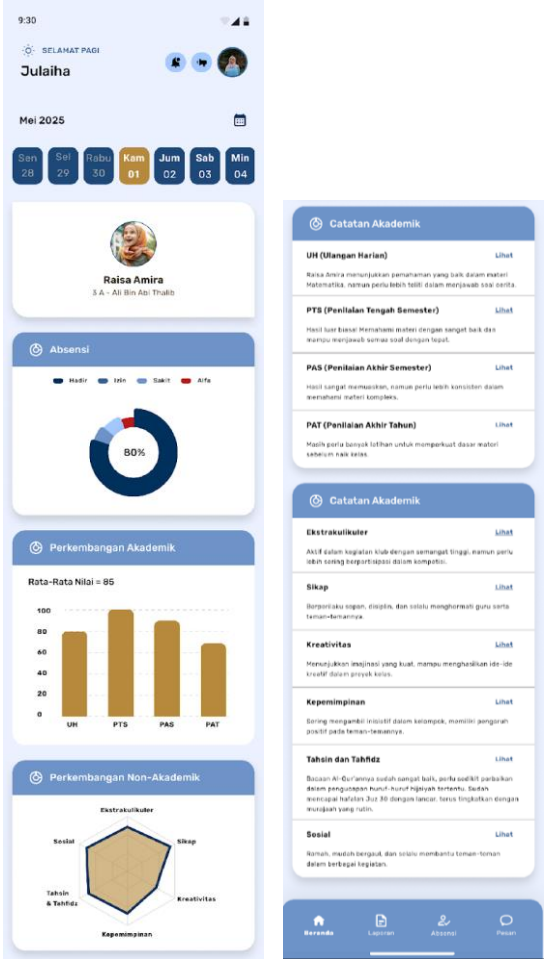 9:30
SELAMAT PAGI
Julaiha
Mei 2025
Sen Sel Rabu Kam Jum Sab Min
28 29 30 01 02 03 04
Raisa Amira
3 A - Ali Bin Abi Thalib
Absensi
Hadir Izin Sakit Alfa
80%
Perkembangan Akademik
Rata-Rata Nilai = 85
100
80
60
40
20
0
UH PTS PAS PAT
Perkembangan Non-Akademik
Ekstrakulikuler
Sosial
Sikap
Tahsin
& Tahfidz
Kreativitas
Kepemimpinan
Catatan Akademik
UH (Ulangan Harian) Lihat
Raisa Amira menunjukkan pemahaman yang baik dalam materi
Matematika, namun perlu lebih teliti dalam menjawab soal cerita.
PTS (Penilaian Tengah Semester) Lihat
Hasil luar biasa! Memahami materi dengan sangat baik dan
mampu menjawab semua soal dengan tepat.
PAS (Penilaian Akhir Semester) Lihat
Hasil sangat memuaskan, namun perlu lebih konsisten dalam
memahami materi kompleks.
PAT (Penilaian Akhir Tahun) Lihat
Masih perlu banyak latihan untuk memperkuat dasar materi
sebelum naik kelas.
Catatan Akademik
Ekstrakulikuler Lihat
Aktif dalam kegiatan klub dengan semangat tinggi, namun perlu
lebih sering berpartisipasi dalam kompetisi.
Sikap Lihat
Berperilaku sopan, disiplin, dan selalu menghormati guru serta
teman-temannya.
Kreativitas Lihat
Menunjukkan imajinasi yang kuat, mampu menghasilkan ide-ide
kreatif dalam proyek kelas.
Kepemimpinan Lihat
Sering mengambil inisiatif dalam kelompok, memiliki pengaruh
positif pada teman-temannya.
Tahsin dan Tahfidz Lihat
Bacaan Al-Qur'annya sudah sangat baik, perlu sedikit perbaikan
dalam pengucapan huruf-huruf hijaiyah tertentu. Sudah
mencapai hafalan Juz 30 dengan lancar, terus tingkatkan dengan
murajaah yang rutin.
Sosial Lihat
Ramah, mudah bergaul, dan selalu membantu teman-teman
dalam berbagai kegiatan.
Beranda Laporan Absensi Pesan